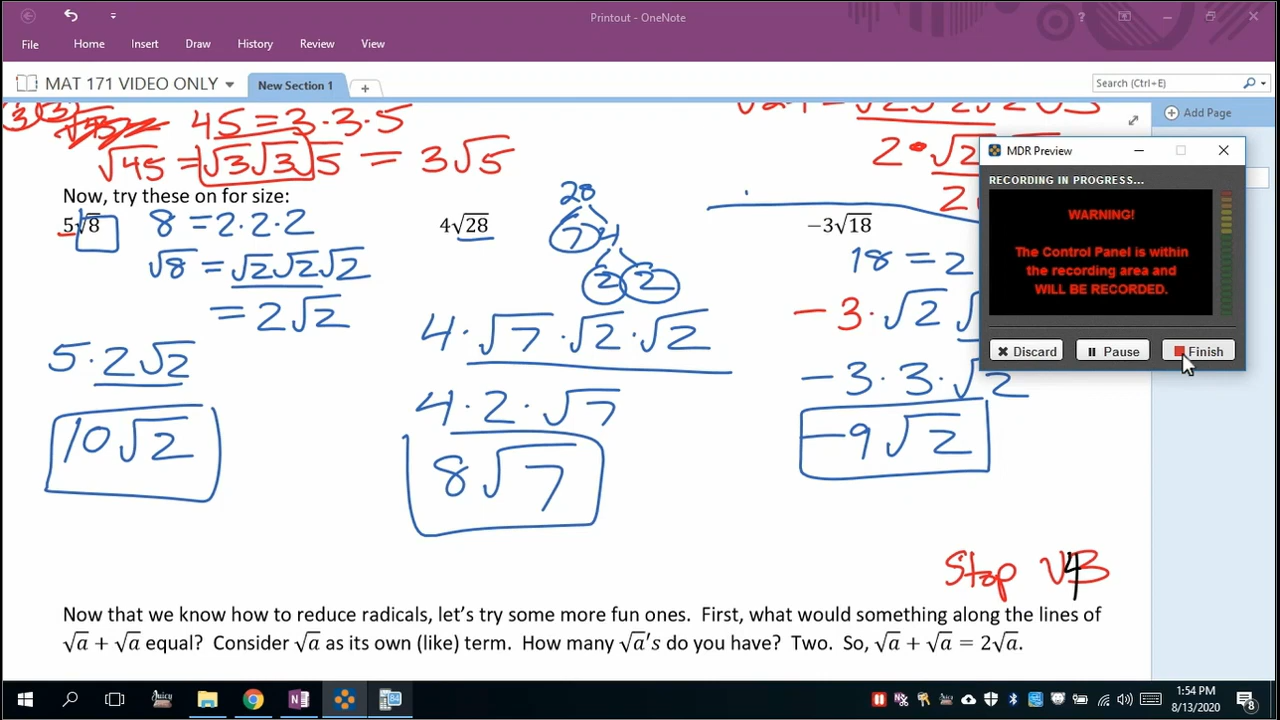 Printout - OneNote
File Home Insert Draw History Review View
MAT 171 VIDEO ONLY
New Section 1
Search (Ctrl+E)
Add Page
45 = 3·3·5
√45 = √3√3√5 = 3√5
2·√2
2
Now, try these on for size:
5√8
8 = 2·2·2
√8 = √2√2√2
= 2√2
5·2√2
10√2
4√28
28
7 4
2 2
4·√7·√2·√2
4·2·√7
8√7
−3√18
18 = 2
−3·√2 √
−3·3·√2
−9√2
MDR Preview
RECORDING IN PROGRESS...
WARNING!
The Control Panel is within
the recording area and
WILL BE RECORDED.
Discard Pause Finish
Stop V4
Now that we know how to reduce radicals, let's try some more fun ones. First, what would something along the lines of
√a + √a equal? Consider √a as its own (like) term. How many √a's do you have? Two. So, √a + √a = 2√a.
Juicy
1:54 PM
8/13/2020
8